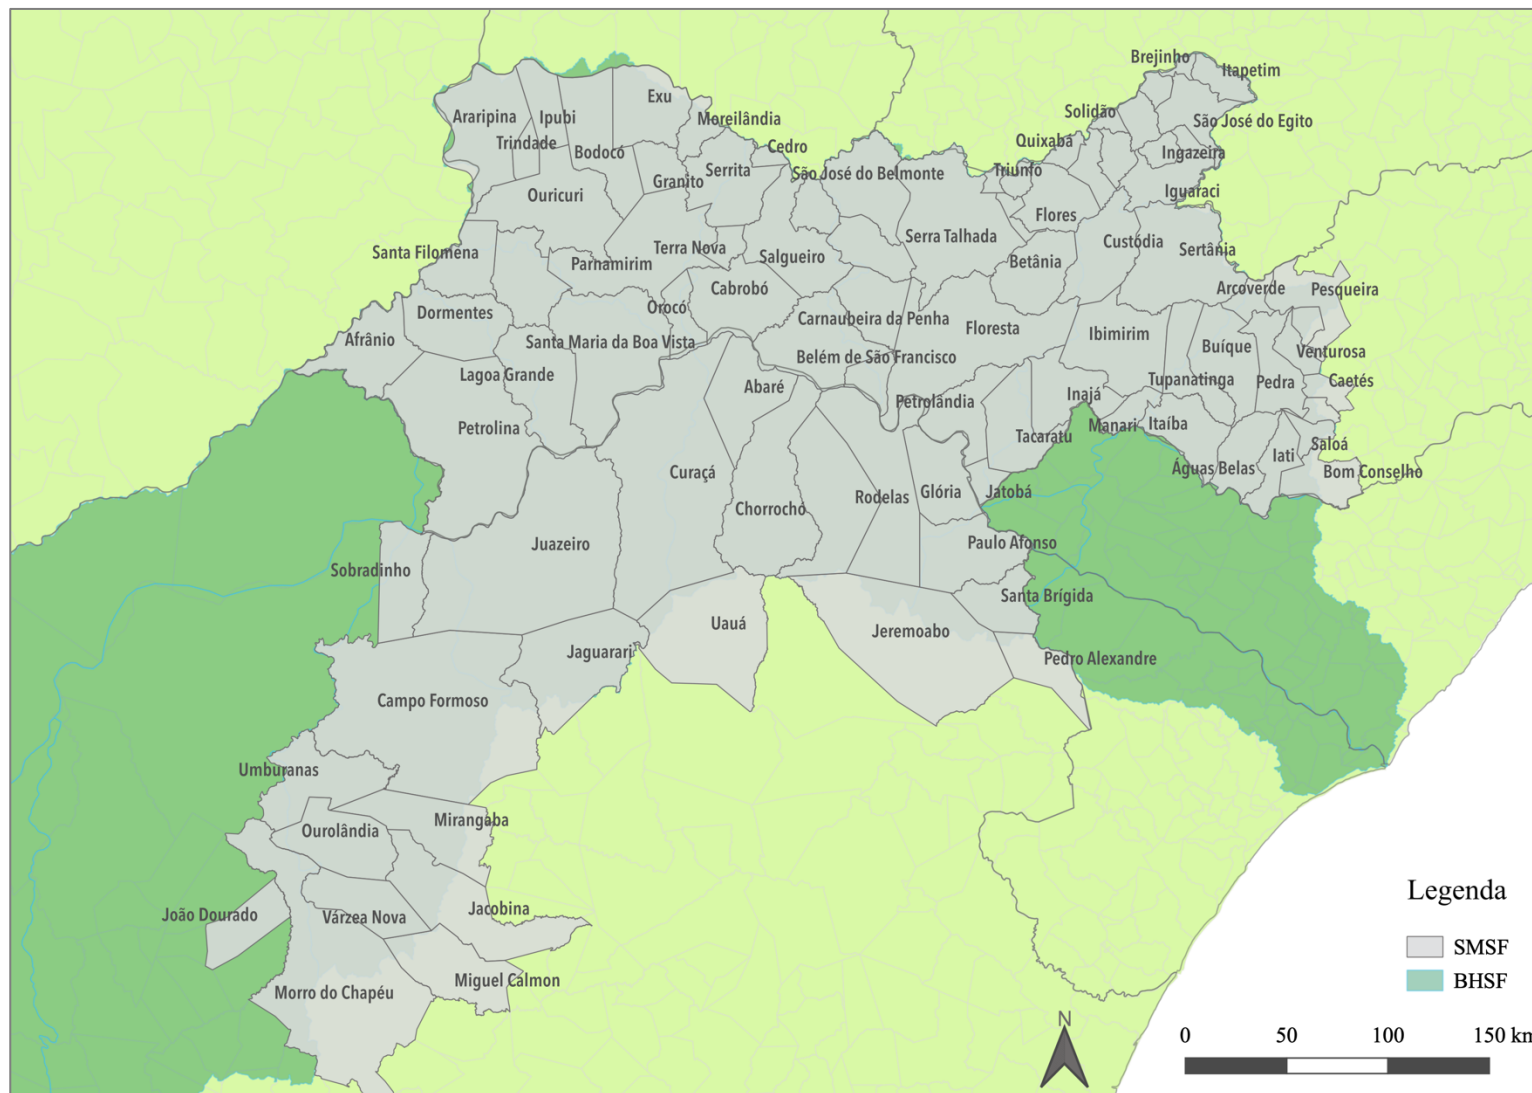 Brejinho
Itapetim
Exu
Araripina
Ipubi
Moreilândia
Solidão
São José do Egito
Trindade
Bodocó
Cedro
Quixabá
Ingazeira
Serrita
São José do Belmonte
Triunfo
Granito
Ouricuri
Iguaraci
Flores
Serra Talhada
Custódia
Terra Nova
Salgueiro
Sertânia
Santa Filomena
Parnamirim
Betânia
Cabrobó
Arcoverde
Pesqueira
Orocó
Dormentes
Carnaubeira da Penha
Floresta
Ibimirim
Afrânio
Santa Maria da Boa Vista
Buíque
Venturosa
Belém de São Francisco
Lagoa Grande
Abaré
Tupanatinga
Pedra
Caetés
Petrolândia
Inajá
Petrolina
Tacaratu
Manari
Itaíba
Saloá
Iati
Curaçá
Águas Belas
Bom Conselho
Rodelas
Glória
Jatobá
Chorrochó
Juazeiro
Paulo Afonso
Sobradinho
Santa Brígida
Uauá
Jeremoabo
Jaguarari
Pedro Alexandre
Campo Formoso
Umburanas
Mirangaba
Ourolândia
João Dourado
Várzea Nova
Jacobina
Miguel Calmon
Morro do Chapéu
Legenda
SMSF
BHSF
N
0 50 100 150 km